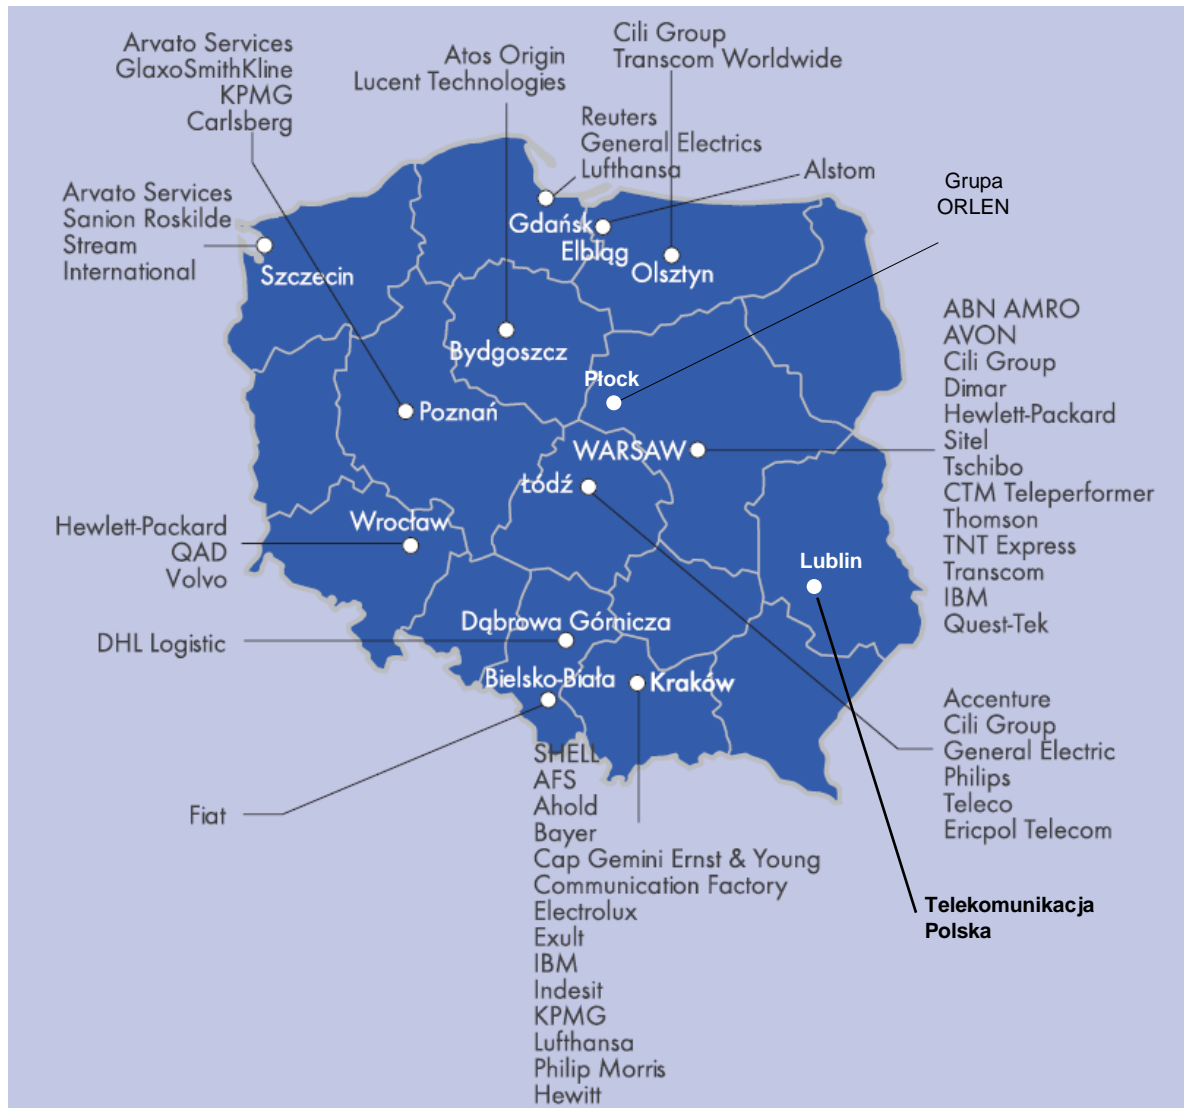 Arvato Services
GlaxoSmithKline
KPMG
Carlsberg
Atos Origin
Lucent Technologies
Cili Group
Transcom Worldwide
Reuters
General Electrics
Lufthansa
Alstom
Grupa
ORLEN
Arvato Services
Sanion Roskilde
Stream
International
Szczecin
Gdańsk
Elbląg
Olsztyn
Bydgoszcz
Płock
Poznań
WARSAW
Łódź
Wrocław
Lublin
Dąbrowa Górnicza
Bielsko-Biała
Kraków
ABN AMRO
AVON
Cili Group
Dimar
Hewlett-Packard
Sitel
Tschibo
CTM Teleperformer
Thomson
TNT Express
Transcom
IBM
Quest-Tek
Hewlett-Packard
QAD
Volvo
DHL Logistic
Fiat
Accenture
Cili Group
General Electric
Philips
Teleco
Ericpol Telecom
SHELL
AFS
Ahold
Bayer
Cap Gemini Ernst & Young
Communication Factory
Electrolux
Exult
IBM
Indesit
KPMG
Lufthansa
Philip Morris
Hewitt
Telekomunikacja
Polska